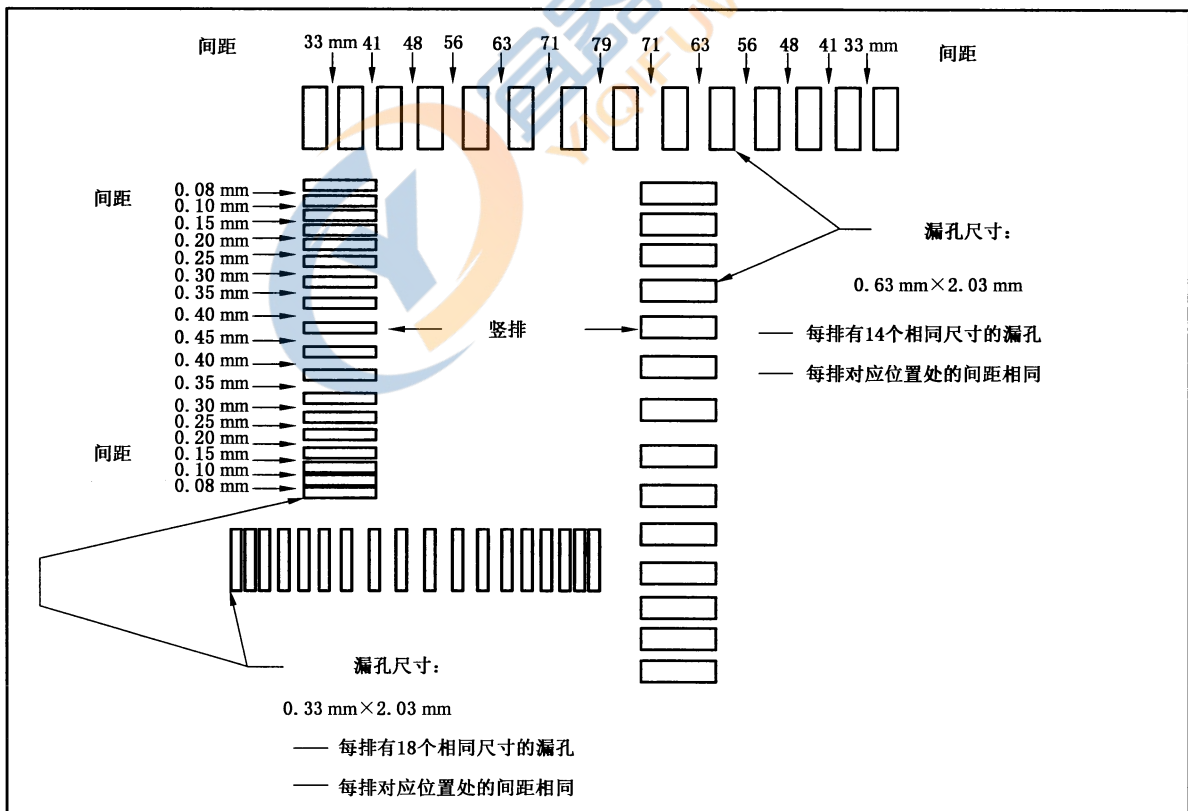 间距 33 mm 41 48 56 63 71 79 71 63 56 48 41 33 mm 间距
间距
0.08 mm
0.10 mm
0.15 mm
0.20 mm
0.25 mm
0.30 mm
0.35 mm
0.40 mm
0.45 mm
0.40 mm
0.35 mm
0.30 mm
0.25 mm
0.20 mm
间距
0.15 mm
0.10 mm
0.08 mm
竖排
漏孔尺寸:
0.63 mm×2.03 mm
— 每排有14个相同尺寸的漏孔
— 每排对应位置处的间距相同
漏孔尺寸:
0.33 mm×2.03 mm
— 每排有18个相同尺寸的漏孔
— 每排对应位置处的间距相同